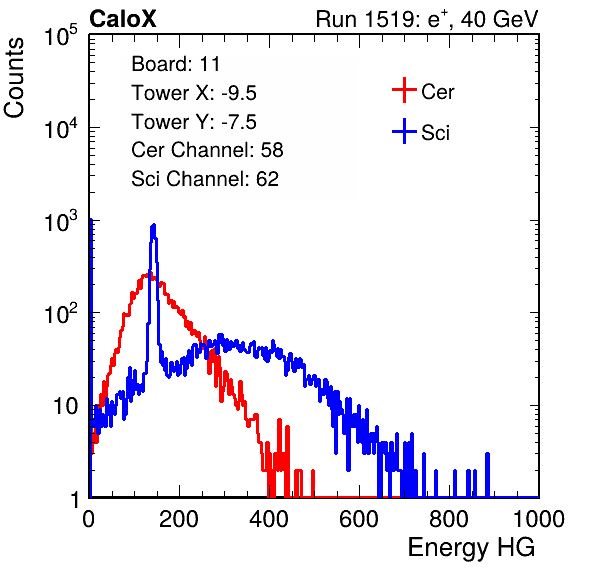 CaloX Run 1519: e⁺, 40 GeV
Counts
Board: 11
Tower X: -9.5
Tower Y: -7.5
Cer Channel: 58
Sci Channel: 62
Cer
Sci
10⁵
10⁴
10³
10²
10
1
0 200 400 600 800 1000
Energy HG